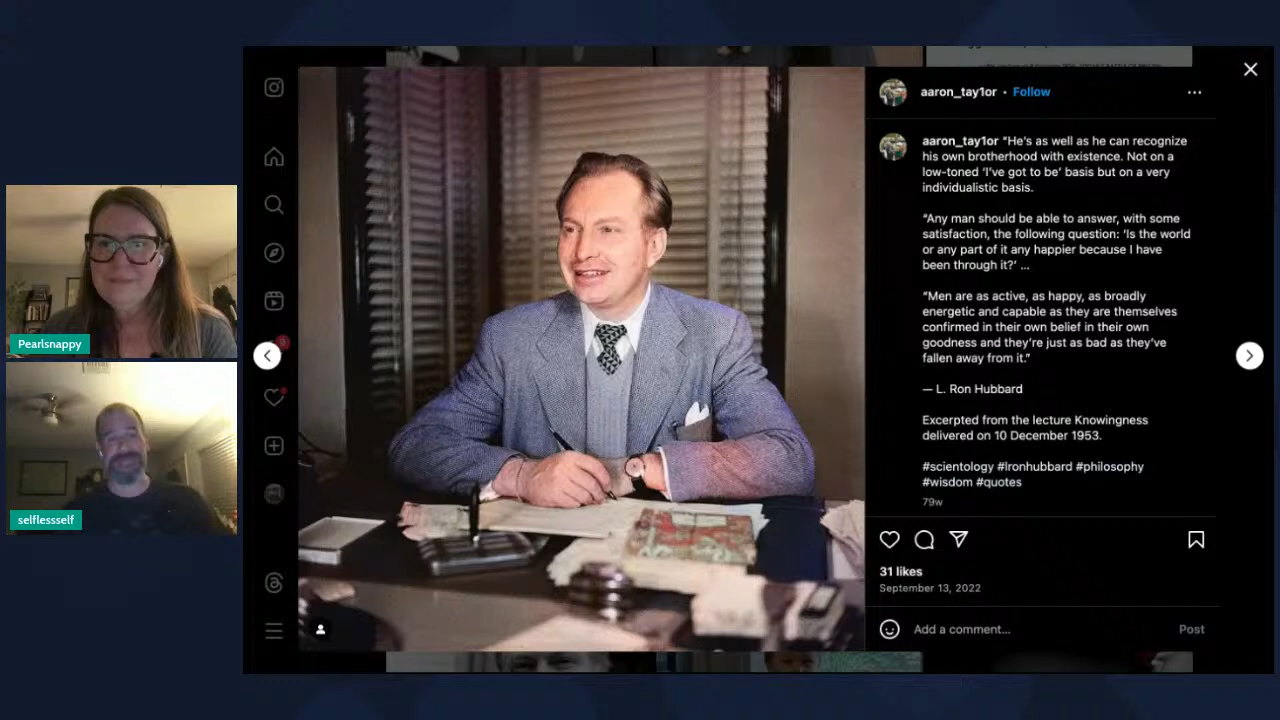 aaron_tay1or • Follow
aaron_tay1or “He's as well as he can recognize
his own brotherhood with existence. Not on a
low-toned ‘I've got to be’ basis but on a very
individualistic basis.
“Any man should be able to answer, with some
satisfaction, the following question: ‘Is the world
or any part of it any happier because I have
been through it?’ ...
“Men are as active, as happy, as broadly
energetic and capable as they are themselves
confirmed in their own belief in their own
goodness and they're just as bad as they've
fallen away from it.”
— L. Ron Hubbard
Excerpted from the lecture Knowingness
delivered on 10 December 1953.
#scientology #lronhubbard #philosophy
#wisdom #quotes
79w
31 likes
September 13, 2022
Add a comment... Post
Pearlsnappy
selflessself